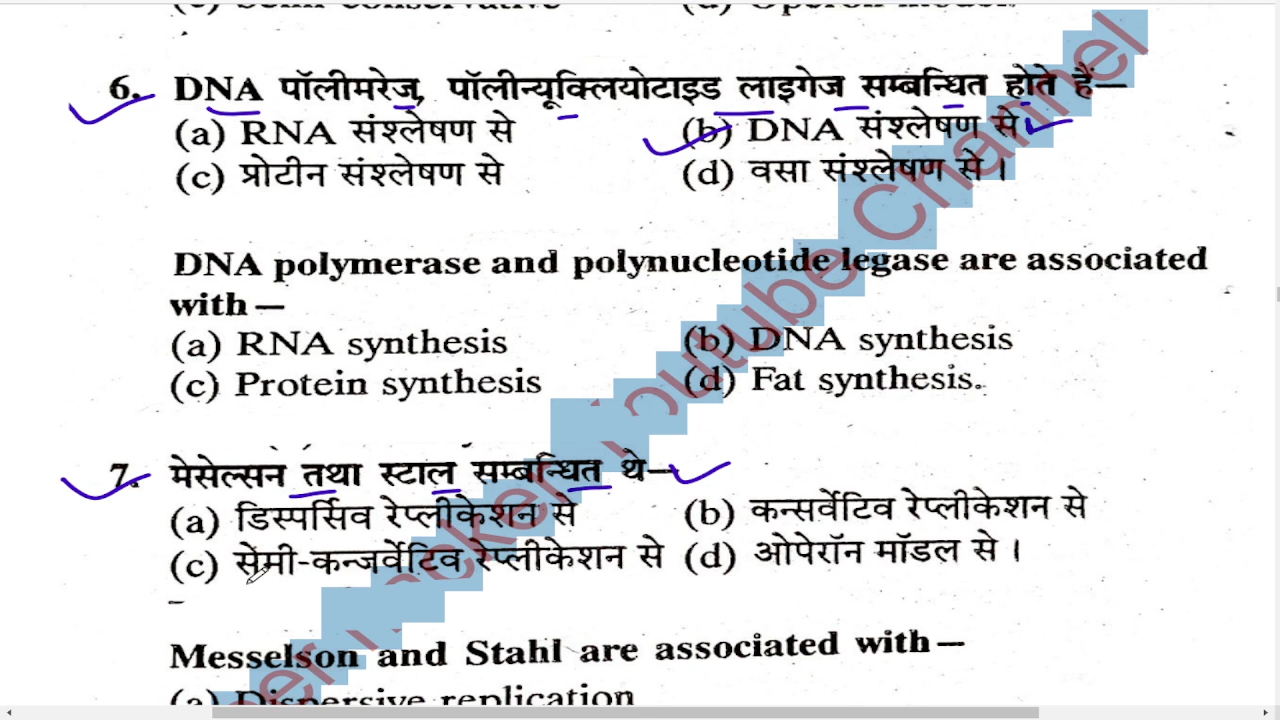 6. DNA पॉलीमरेज, पॉलीन्यूक्लियोटाइड लाइगेज सम्बन्धित होते हैं—
(a) RNA संश्लेषण से (b) DNA संश्लेषण से
(c) प्रोटीन संश्लेषण से (d) वसा संश्लेषण से।
DNA polymerase and polynucleotide legase are associated
with—
(a) RNA synthesis (b) DNA synthesis
(c) Protein synthesis (d) Fat synthesis.
7. मेसेल्सन तथा स्टाल सम्बन्धित थे—
(a) डिस्पर्सिव रेप्लीकेशन से (b) कन्सर्वेटिव रेप्लीकेशन से
(c) सेमी-कन्जर्वेटिव रेप्लीकेशन से (d) ओपेरॉन मॉडल से।
Messelson and Stahl are associated with—
(a) Dispersive replication
Youtube Channel